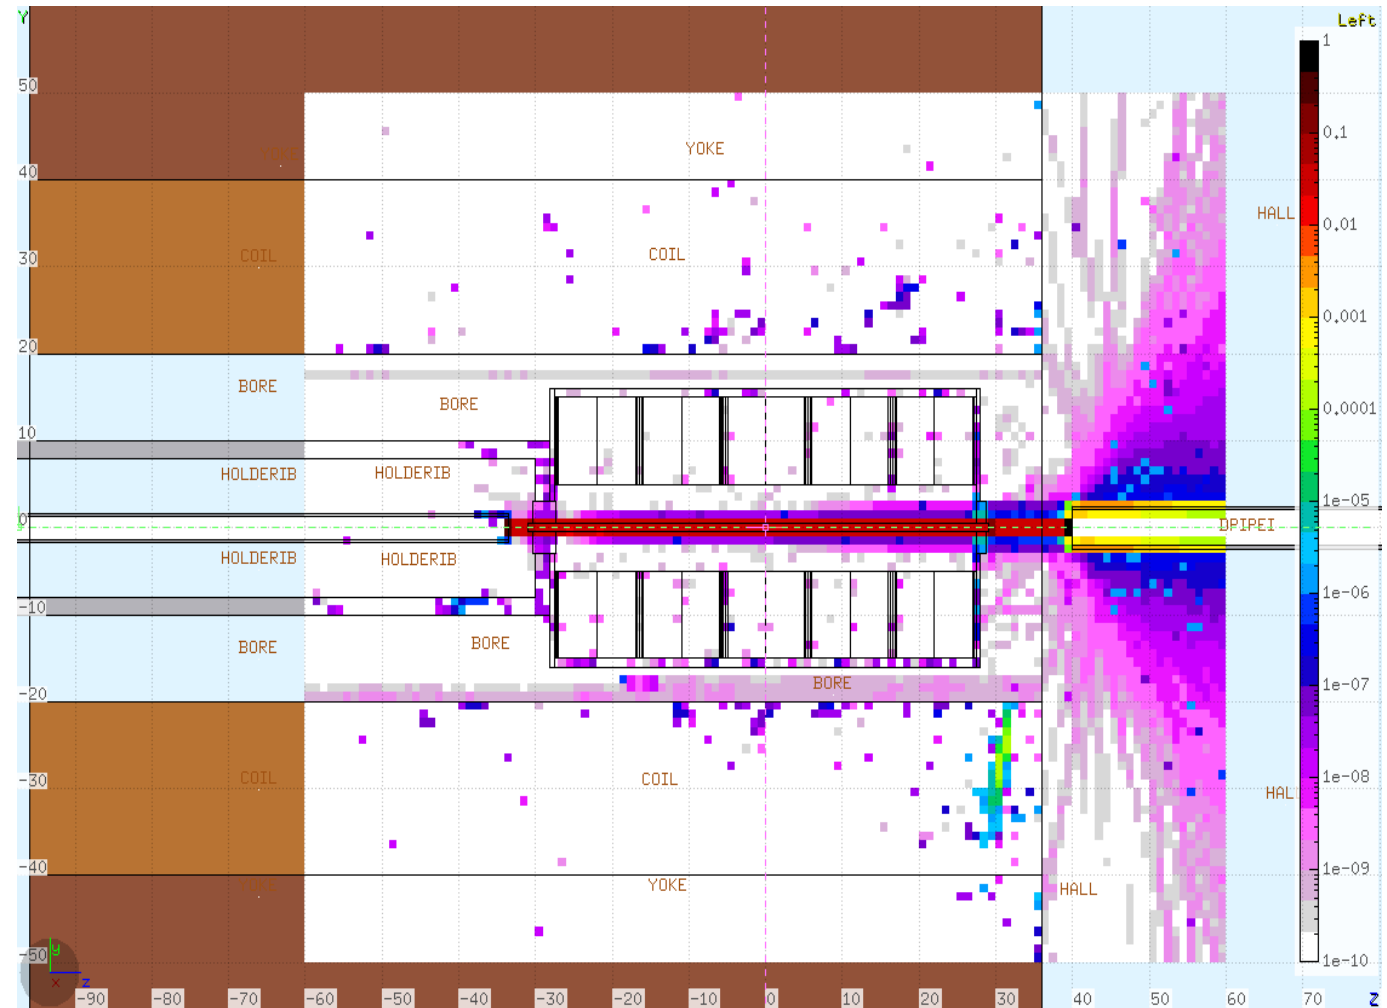 Y
Left
1
50
0.1
YOKE
40
HALL
0.01
COIL
COIL
30
0.001
20
BORE
BORE
0.0001
10
HOLDERIB
HOLDERIB
1e-05
0
DPIPEI
HOLDERIB
HOLDERIB
1e-06
-10
BORE
BORE
1e-07
BORE
-20
COIL
COIL
1e-08
-30
HAL
1e-09
-40
YOKE
HALL
-50
1e-10
y
x
z
-90 -80 -70 -60 -50 -40 -30 -20 -10 0 10 20 30 40 50 60 70
Z